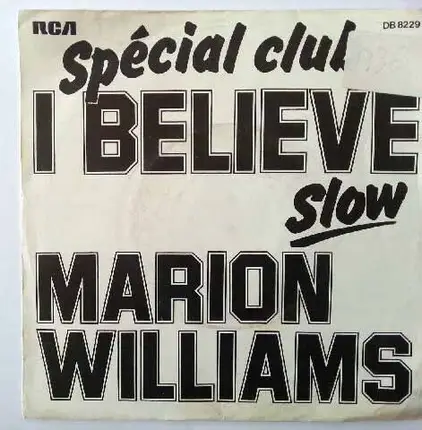 RCA DB 8229
Spécial club
I BELIEVE
Slow
MARION
WILLIAMS